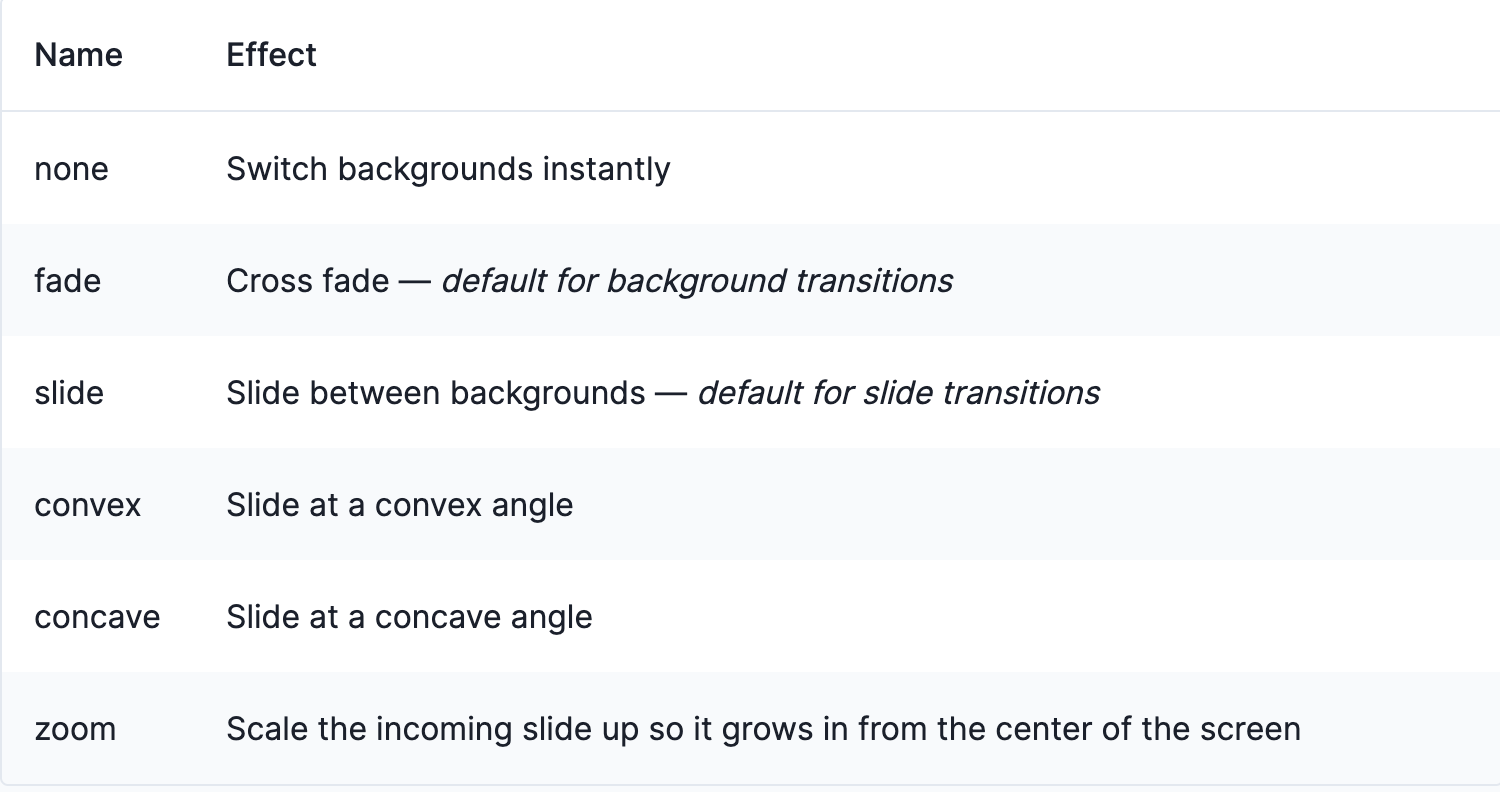 Name Effect
none Switch backgrounds instantly
fade Cross fade — default for background transitions
slide Slide between backgrounds — default for slide transitions
convex Slide at a convex angle
concave Slide at a concave angle
zoom Scale the incoming slide up so it grows in from the center of the screen